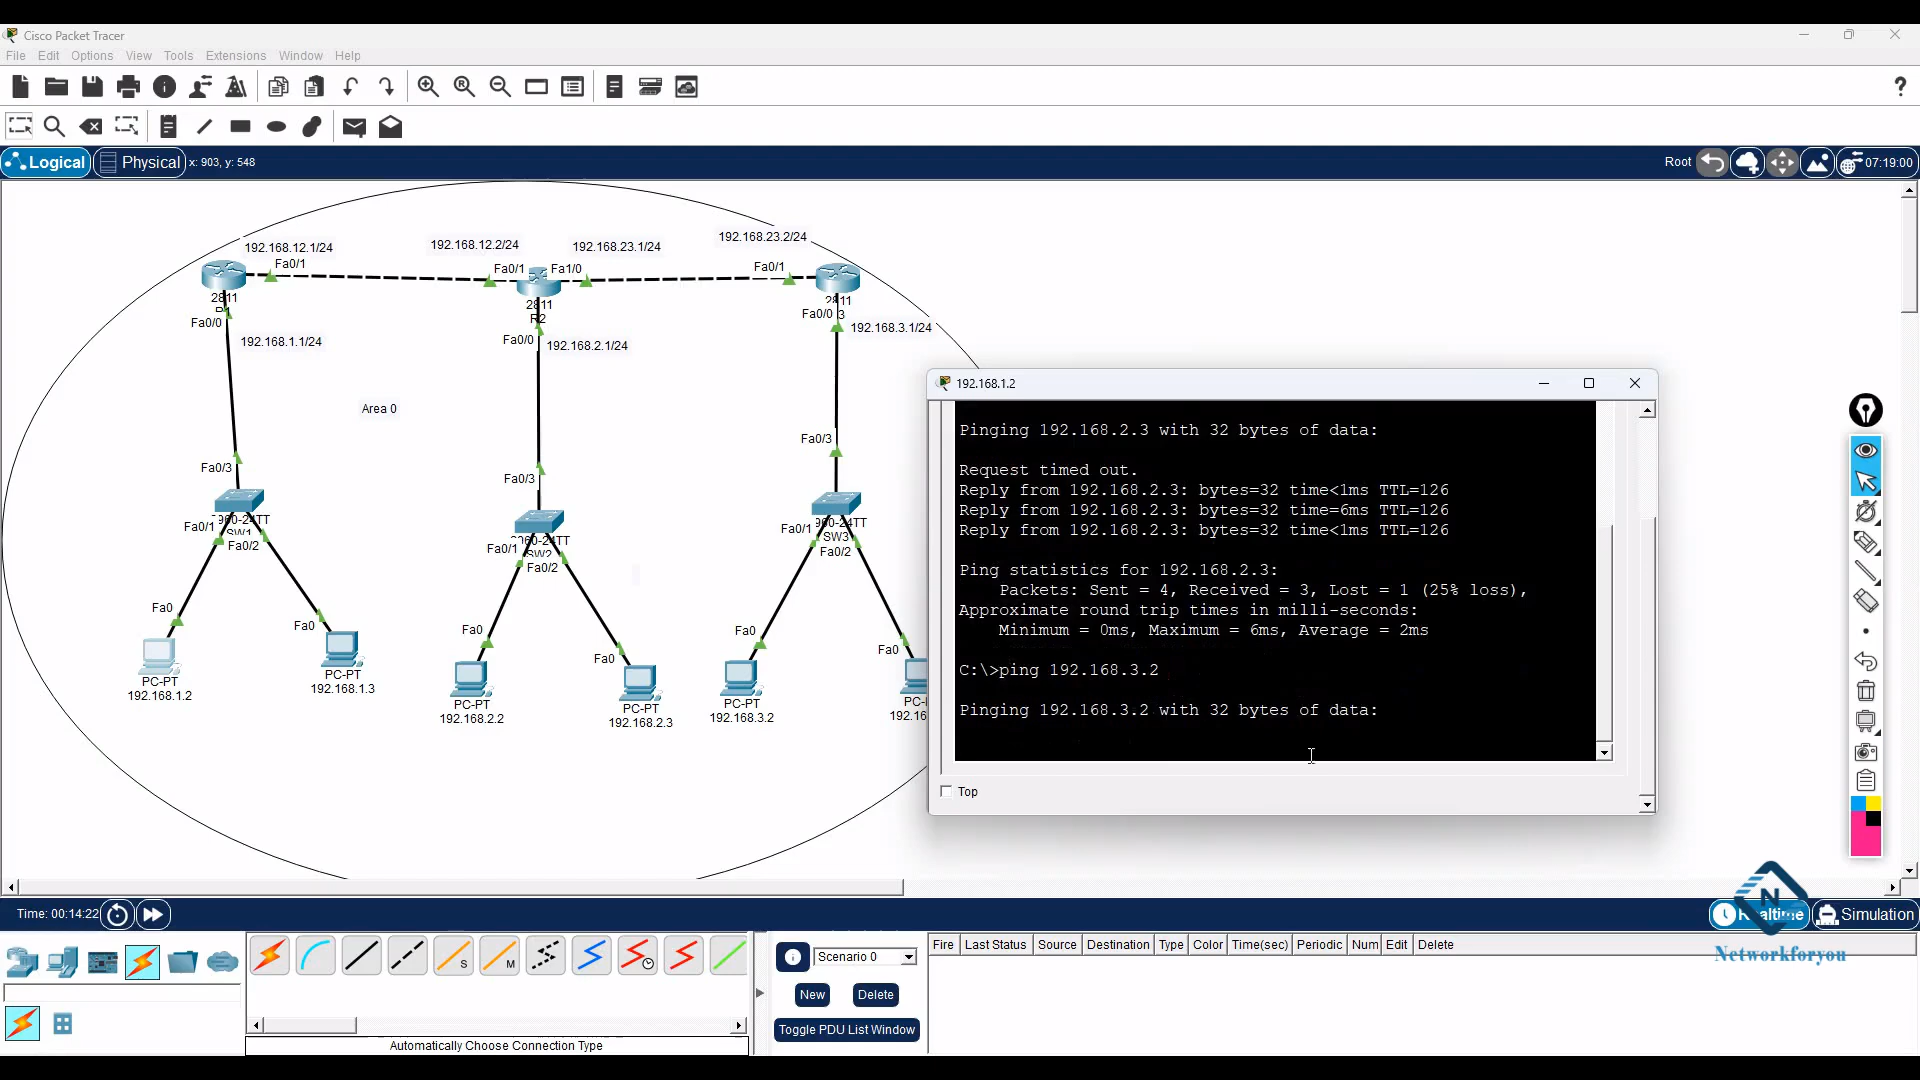 Cisco Packet Tracer
File Edit Options View Tools Extensions Window Help
Logical Physical x: 903, y: 548
Root 07:19:00
192.168.12.1/24
192.168.12.2/24
192.168.23.1/24
192.168.23.2/24
Fa0/1
Fa0/1
Fa1/0
Fa0/1
2811
Fa0/0
192.168.1.1/24
2811
R2
Fa0/0
192.168.2.1/24
2811
Fa0/0 3
192.168.3.1/24
Area 0
Fa0/3
Fa0/3
Fa0/3
Fa0/1
SW1
Fa0/2
Fa0/1
SW2
Fa0/2
Fa0/1
SW3
Fa0/2
Fa0
Fa0
Fa0
Fa0
Fa0
Fa0
PC-PT
192.168.1.2
PC-PT
192.168.1.3
PC-PT
192.168.2.2
PC-PT
192.168.2.3
PC-PT
192.168.3.2
192.168.1.2
Pinging 192.168.2.3 with 32 bytes of data:
Request timed out.
Reply from 192.168.2.3: bytes=32 time<1ms TTL=126
Reply from 192.168.2.3: bytes=32 time=6ms TTL=126
Reply from 192.168.2.3: bytes=32 time<1ms TTL=126
Ping statistics for 192.168.2.3:
Packets: Sent = 4, Received = 3, Lost = 1 (25% loss),
Approximate round trip times in milli-seconds:
Minimum = 0ms, Maximum = 6ms, Average = 2ms
C:\>ping 192.168.3.2
Pinging 192.168.3.2 with 32 bytes of data:
Top
Time: 00:14:22
Realtime Simulation
N
Networkforyou
S
M
Automatically Choose Connection Type
Scenario 0
New Delete
Toggle PDU List Window
Fire Last Status Source Destination Type Color Time(sec) Periodic Num Edit Delete